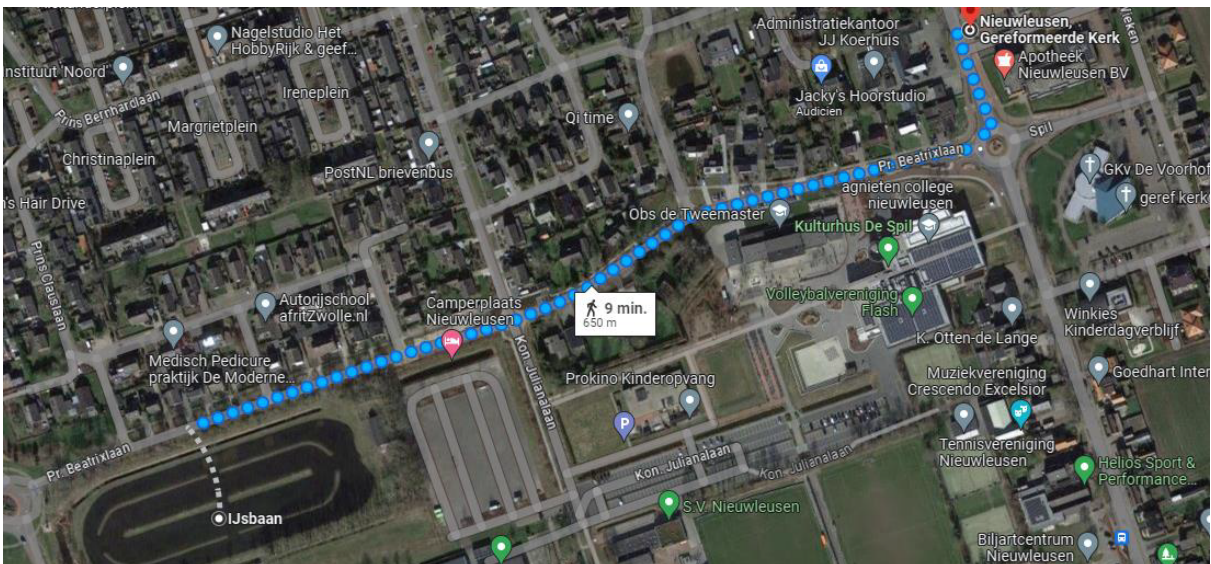 Nagelstudio Het
HobbyRijk & geef...
Instituut 'Noord'
Ireneplein
Prins Bernhardlaan
Margrietplein
Christinaplein
PostNL brievenbus
n's Hair Drive
Prins Clauslaan
Administratiekantoor
JJ Koerhuis
Nieuwleusen,
Gereformeerde Kerk
Apotheek
Nieuwleusen BV
Jacky's Hoorstudio
Audicien
Qi time
Spil
Pr. Beatrixlaan
GKv De Voorhof
geref kerk
agnieten college
nieuwleusen
Obs de Tweemaster
Kulturhus De Spil
Autorijschool
afritZwolle.nl
Camperplaats
Nieuwleusen
9 min.
650 m
Volleybalvereniging
Flash
Winkies
Kinderdagverblijf
K. Otten-de Lange
Medisch Pedicure
praktijk De Moderne...
Kon. Julianalaan
Prokino Kinderopvang
Muziekvereniging
Crescendo Excelsior
Goedhart Inter
P
Pr. Beatrixlaan
Kon. Julianalaan
Kon. Julianalaan
Tennisvereniging
Nieuwleusen
Helios Sport &
Performance...
IJsbaan
S.V. Nieuwleusen
Biljartcentrum
Nieuwleusen